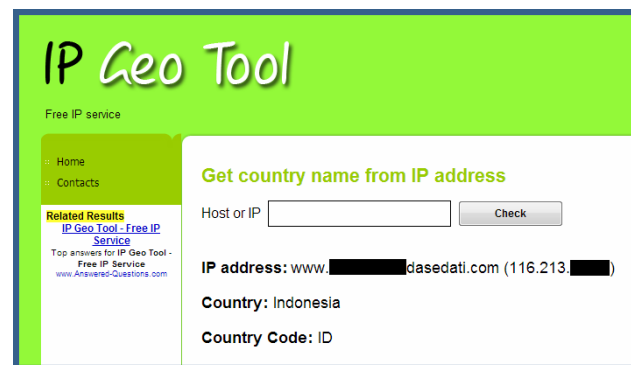 IP Geo Tool
Free IP service
Home
Contacts
Related Results
IP Geo Tool - Free IP
Service
Top answers for IP Geo Tool -
Free IP Service
www.Answered-Questions.com
Get country name from IP address
Host or IP
Check
IP address: www. dasedati.com (116.213. )
Country: Indonesia
Country Code: ID